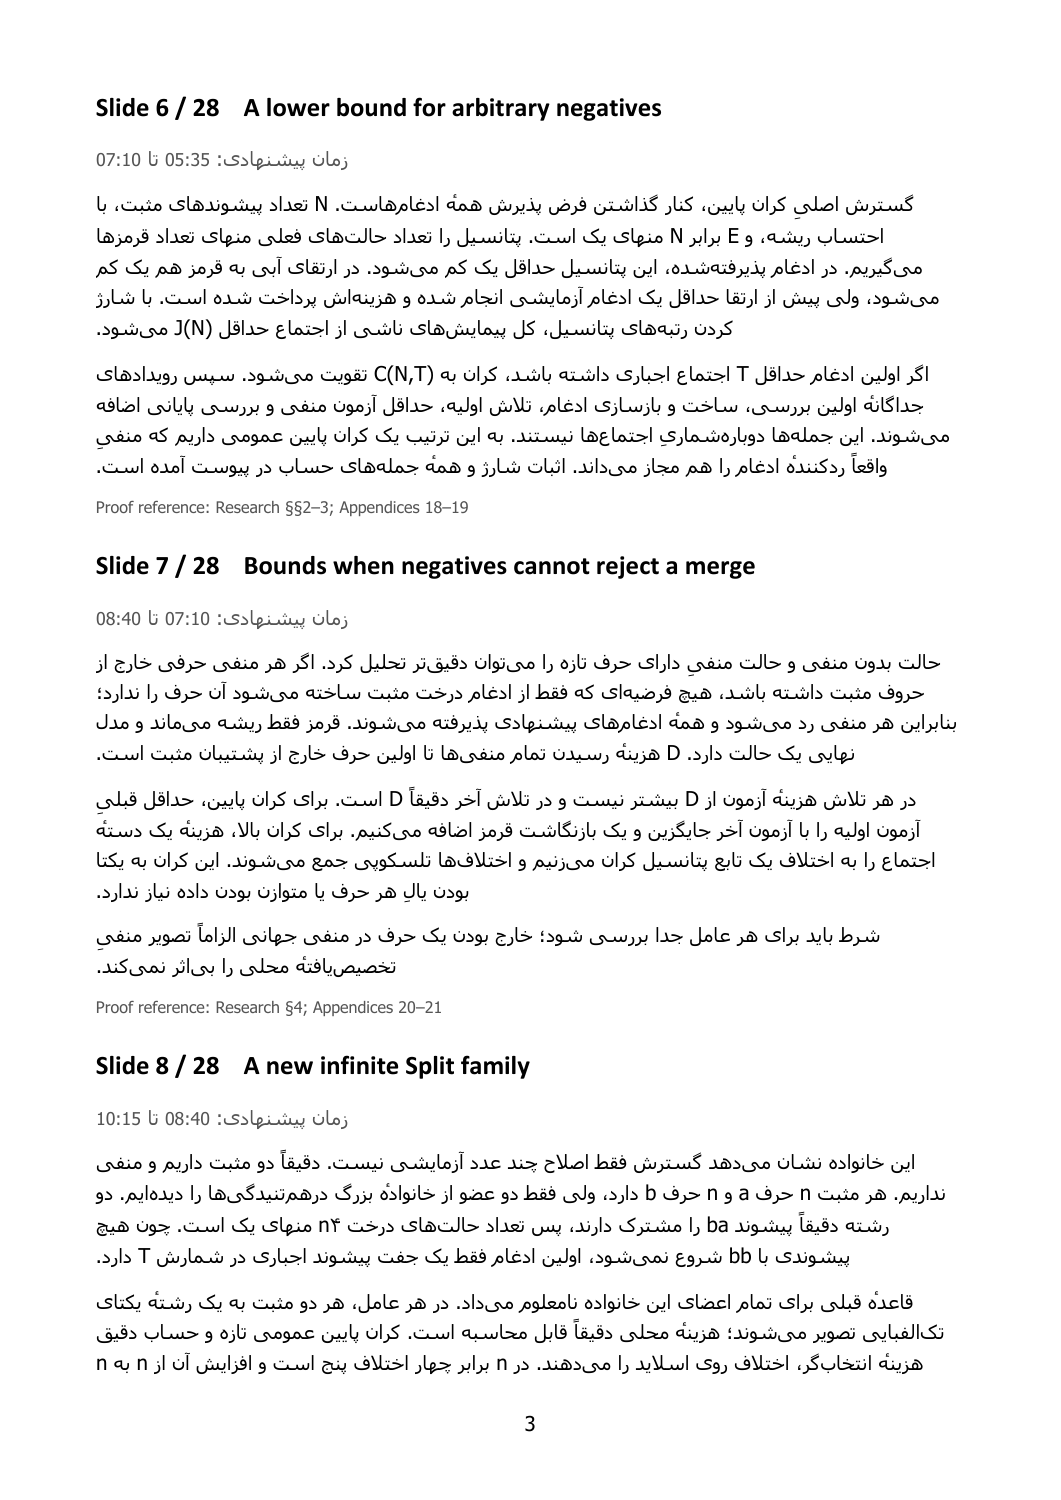 Slide 6 / 28 A lower bound for arbitrary negatives
زمان پیشنهادی: 05:35 تا 07:10
گسترش اصلیِ کران پایین، کنار گذاشتن فرض پذیرش همهٔ ادغام‌هاست. N تعداد پیشوندهای مثبت، با
احتساب ریشه، و E برابر N منهای یک است. پتانسیل را تعداد حالت‌های فعلی منهای تعداد قرمزها
می‌گیریم. در ادغام پذیرفته‌شده، این پتانسیل حداقل یک کم می‌شود. در ارتقای آبی به قرمز هم یک کم
می‌شود، ولی پیش از ارتقا حداقل یک ادغام آزمایشی انجام شده و هزینه‌اش پرداخت شده است. با شارژ
کردن رتبه‌های پتانسیل، کل پیمایش‌های ناشی از اجتماع حداقل J(N) می‌شود.
اگر اولین ادغام حداقل T اجتماع اجباری داشته باشد، کران به C(N,T) تقویت می‌شود. سپس رویدادهای
جداگانهٔ اولین بررسی، ساخت و بازسازی ادغام، تلاش اولیه، حداقل آزمون منفی و بررسی پایانی اضافه
می‌شوند. این جمله‌ها دوباره‌شماریِ اجتماع‌ها نیستند. به این ترتیب یک کران پایین عمومی داریم که منفیِ
واقعاً ردکنندهٔ ادغام را هم مجاز می‌داند. اثبات شارژ و همهٔ جمله‌های حساب در پیوست آمده است.
Proof reference: Research §§2–3; Appendices 18–19
Slide 7 / 28 Bounds when negatives cannot reject a merge
زمان پیشنهادی: 07:10 تا 08:40
حالت بدون منفی و حالت منفیِ دارای حرف تازه را می‌توان دقیق‌تر تحلیل کرد. اگر هر منفی حرفی خارج از
حروف مثبت داشته باشد، هیچ فرضیه‌ای که فقط از ادغام درخت مثبت ساخته می‌شود آن حرف را ندارد؛
بنابراین هر منفی رد می‌شود و همهٔ ادغام‌های پیشنهادی پذیرفته می‌شوند. قرمز فقط ریشه می‌ماند و مدل
نهایی یک حالت دارد. D هزینهٔ رسیدن تمام منفی‌ها تا اولین حرف خارج از پشتیبان مثبت است.
در هر تلاش هزینهٔ آزمون از D بیشتر نیست و در تلاش آخر دقیقاً D است. برای کران پایین، حداقل قبلیِ
آزمون اولیه را با آزمون آخر جایگزین و یک بازنگاشت قرمز اضافه می‌کنیم. برای کران بالا، هزینهٔ یک دستهٔ
اجتماع را به اختلاف یک تابع پتانسیل کران می‌زنیم و اختلاف‌ها تلسکوپی جمع می‌شوند. این کران به یکتا
بودن یالِ هر حرف یا متوازن بودن داده نیاز ندارد.
شرط باید برای هر عامل جدا بررسی شود؛ خارج بودن یک حرف در منفی جهانی الزاماً تصویر منفیِ
تخصیص‌یافتهٔ محلی را بی‌اثر نمی‌کند.
Proof reference: Research §4; Appendices 20–21
Slide 8 / 28 A new infinite Split family
زمان پیشنهادی: 08:40 تا 10:15
این خانواده نشان می‌دهد گسترش فقط اصلاح چند عدد آزمایشی نیست. دقیقاً دو مثبت داریم و منفی
نداریم. هر مثبت n حرف a و n حرف b دارد، ولی فقط دو عضو از خانوادهٔ بزرگ درهم‌تنیدگی‌ها را دیده‌ایم. دو
رشته دقیقاً پیشوند ba را مشترک دارند، پس تعداد حالت‌های درخت ۴n منهای یک است. چون هیچ
پیشوندی با bb شروع نمی‌شود، اولین ادغام فقط یک جفت پیشوند اجباری در شمارش T دارد.
قاعدهٔ قبلی برای تمام اعضای این خانواده نامعلوم می‌داد. در هر عامل، هر دو مثبت به یک رشتهٔ یکتای
تک‌الفبایی تصویر می‌شوند؛ هزینهٔ محلی دقیقاً قابل محاسبه است. کران پایین عمومی تازه و حساب دقیق
هزینهٔ انتخاب‌گر، اختلاف روی اسلاید را می‌دهند. در n برابر چهار اختلاف پنج است و افزایش آن از n به n
3